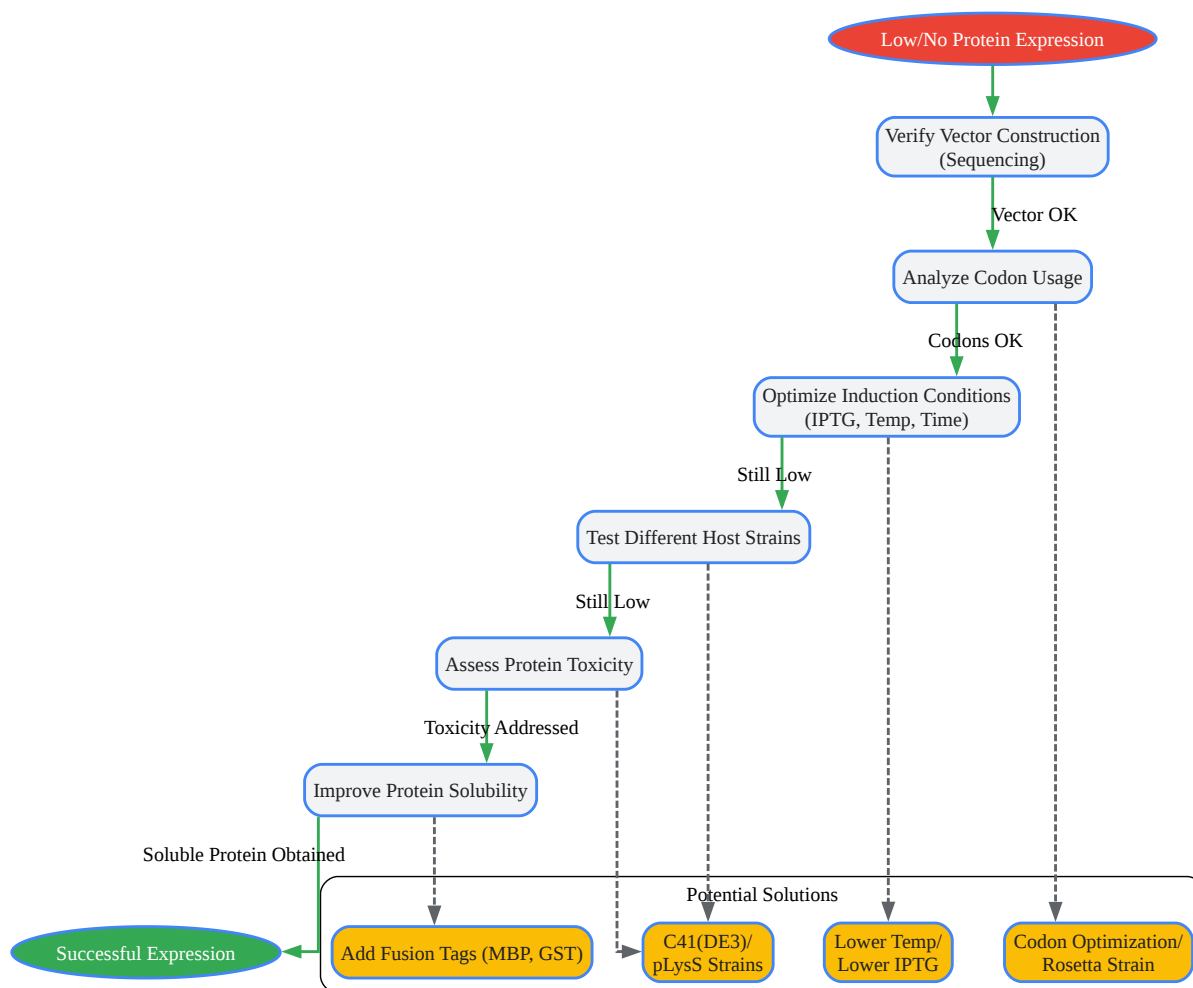 Low/No Protein Expression
Verify Vector Construction
(Sequencing)
Vector OK
Analyze Codon Usage
Codons OK
Optimize Induction Conditions
(IPTG, Temp, Time)
Still Low
Test Different Host Strains
Still Low
Assess Protein Toxicity
Toxicity Addressed
Improve Protein Solubility
Soluble Protein Obtained
Potential Solutions
Successful Expression
Add Fusion Tags (MBP, GST)
C41(DE3)/
pLysS Strains
Lower Temp/
Lower IPTG
Codon Optimization/
Rosetta Strain